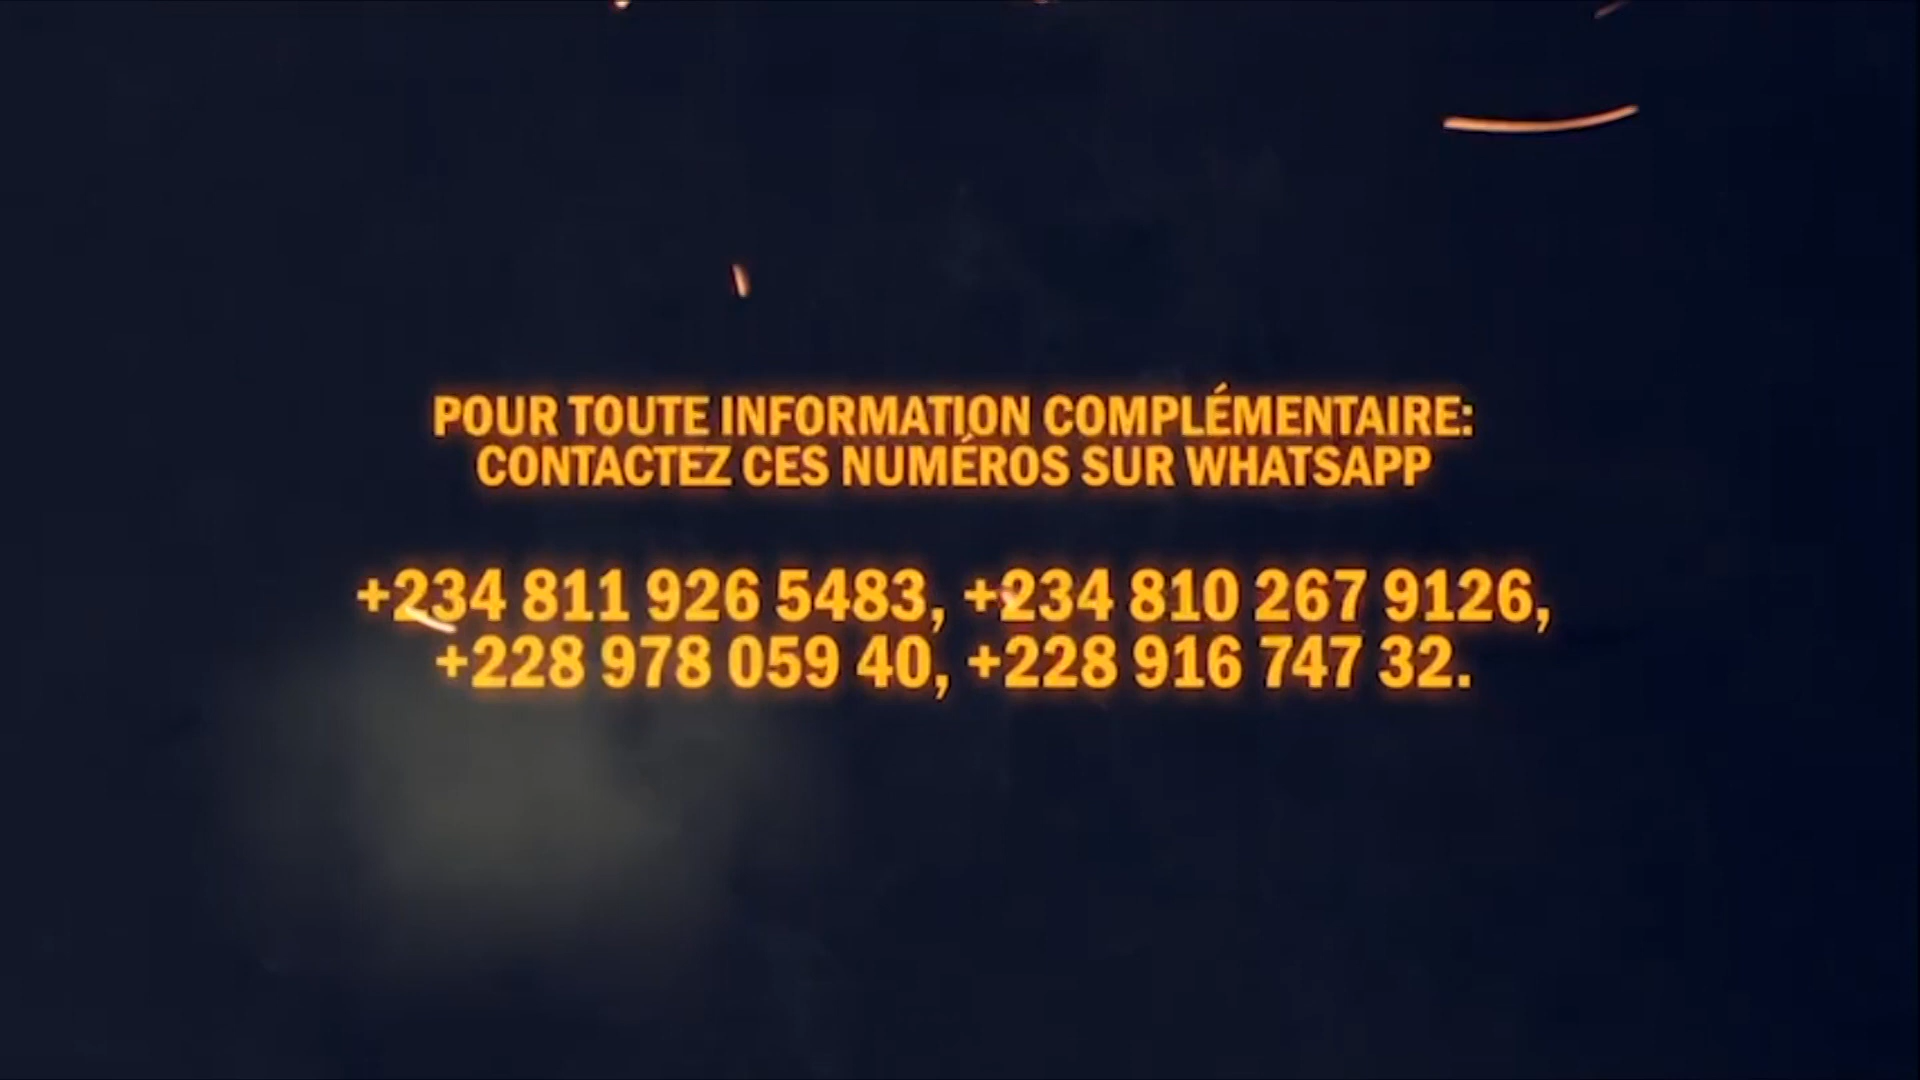 POUR TOUTE INFORMATION COMPLÉMENTAIRE:
CONTACTEZ CES NUMÉROS SUR WHATSAPP
+234 811 926 5483, +234 810 267 9126,
+228 978 059 40, +228 916 747 32.